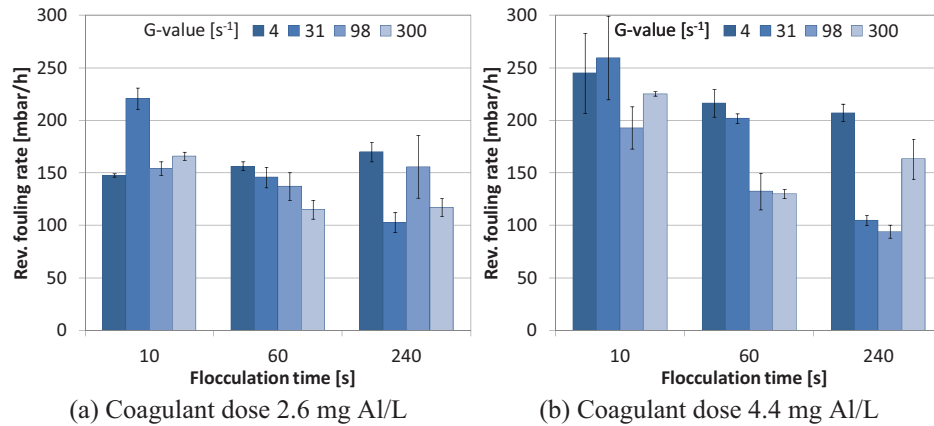 G-value [s⁻¹] 4 31 98 300
Rev. fouling rate [mbar/h]
300
250
200
150
100
50
0
10 60 240
Flocculation time [s]
(a) Coagulant dose 2.6 mg Al/L
G-value [s⁻¹] 4 31 98 300
Rev. fouling rate [mbar/h]
300
250
200
150
100
50
0
10 60 240
Flocculation time [s]
(b) Coagulant dose 4.4 mg Al/L